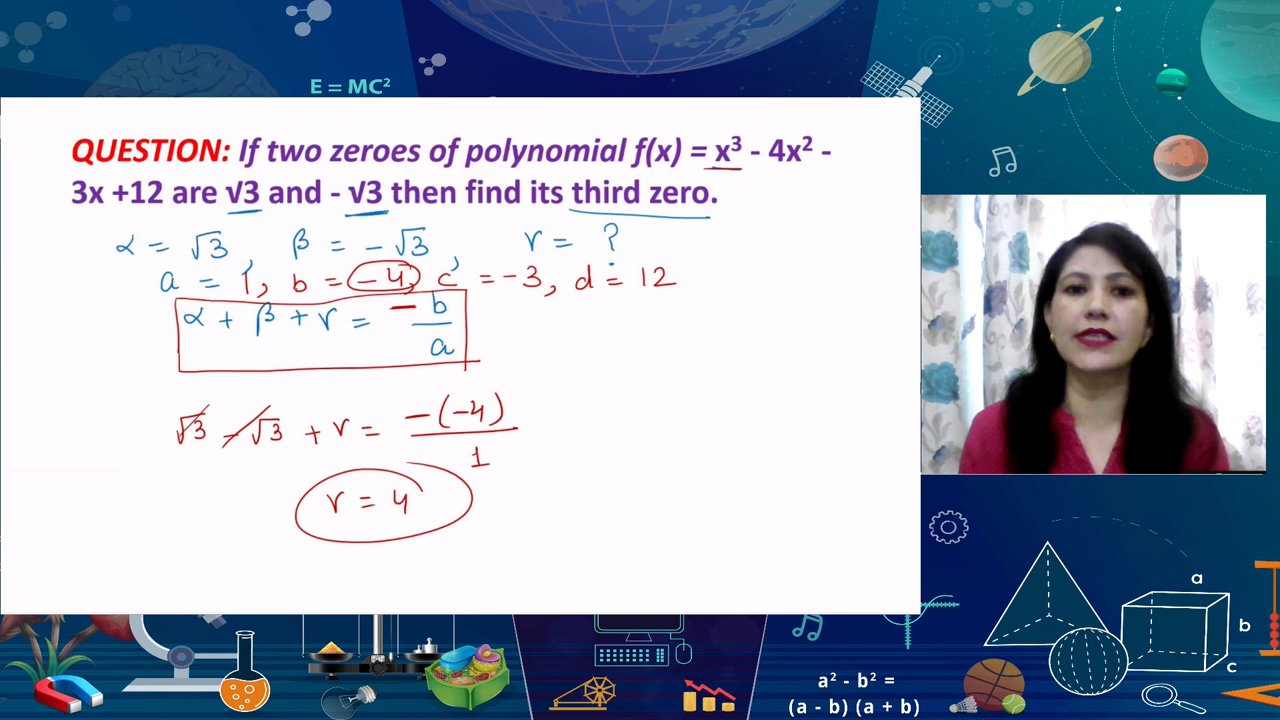 E = MC²
QUESTION: If two zeroes of polynomial f(x) = x³ - 4x² -
3x +12 are √3 and - √3 then find its third zero.
α = √3, β = -√3, r = ?
a = 1, b = -4, c = -3, d = 12
α + β + r = - b
a
√3 - √3 + r = -(-4)
1
r = 4
a
b
c
a² - b² =
(a - b) (a + b)